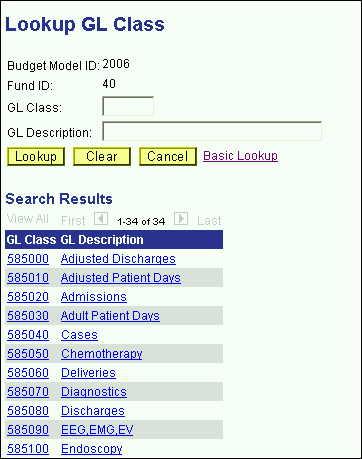 Lookup GL Class
Budget Model ID: 2006
Fund ID: 40
GL Class:
GL Description:
Lookup Clear Cancel Basic Lookup
Search Results
View All First 1-34 of 34 Last
GL Class GL Description
585000 Adjusted Discharges
585010 Adjusted Patient Days
585020 Admissions
585030 Adult Patient Days
585040 Cases
585050 Chemotherapy
585060 Deliveries
585070 Diagnostics
585080 Discharges
585090 EEG,EMG,EV
585100 Endoscopy